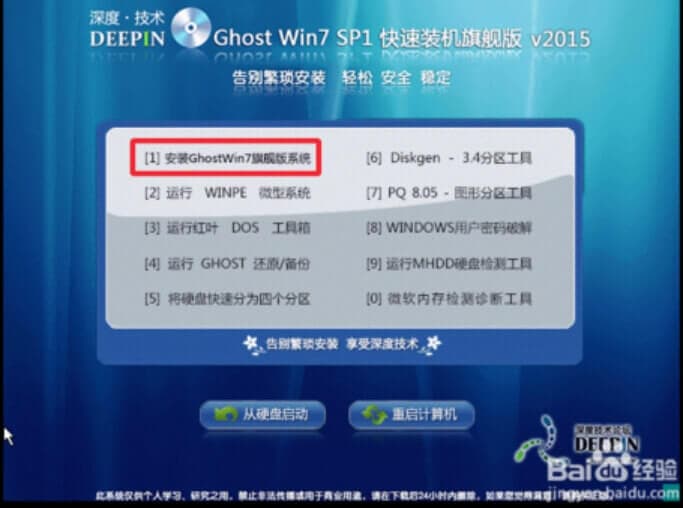 深度·技术
DEEPIN
Ghost Win7 SP1 快速装机旗舰版 v2015
告别繁琐安装 轻松 安全 稳定
[1] 安装GhostWin7旗舰版系统
[2] 运行 WINPE 微型系统
[3] 运行红叶 DOS 工具箱
[4] 运行 GHOST 还原/备份
[5] 将硬盘快速分为四个分区
[6] Diskgen - 3.4分区工具
[7] PQ 8.05 - 图形分区工具
[8] WINDOWS用户密码破解
[9] 运行MHDD硬盘检测工具
[0] 微软内存检测诊断工具
告别繁琐安装 享受深度技术
从硬盘启动
重启计算机
深度技术论坛
DEEPIN
Baidu经验
jingyan.baidu.com
此系统仅供个人学习、研究之用，禁止非法传播或用于商业用途，请在下载后24小时内删除，如果您觉得满意，